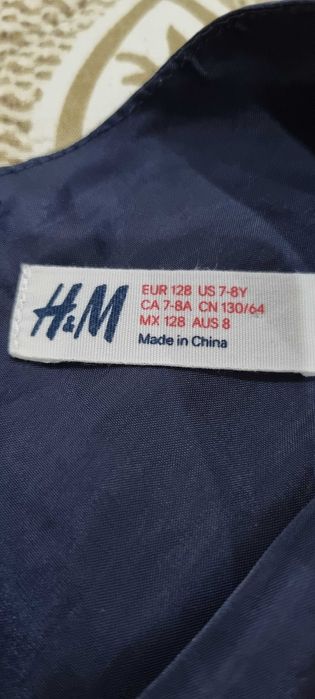 H&M
EUR 128 US 7-8Y
CA 7-8A CN 130/64
MX 128 AUS 8
Made in China